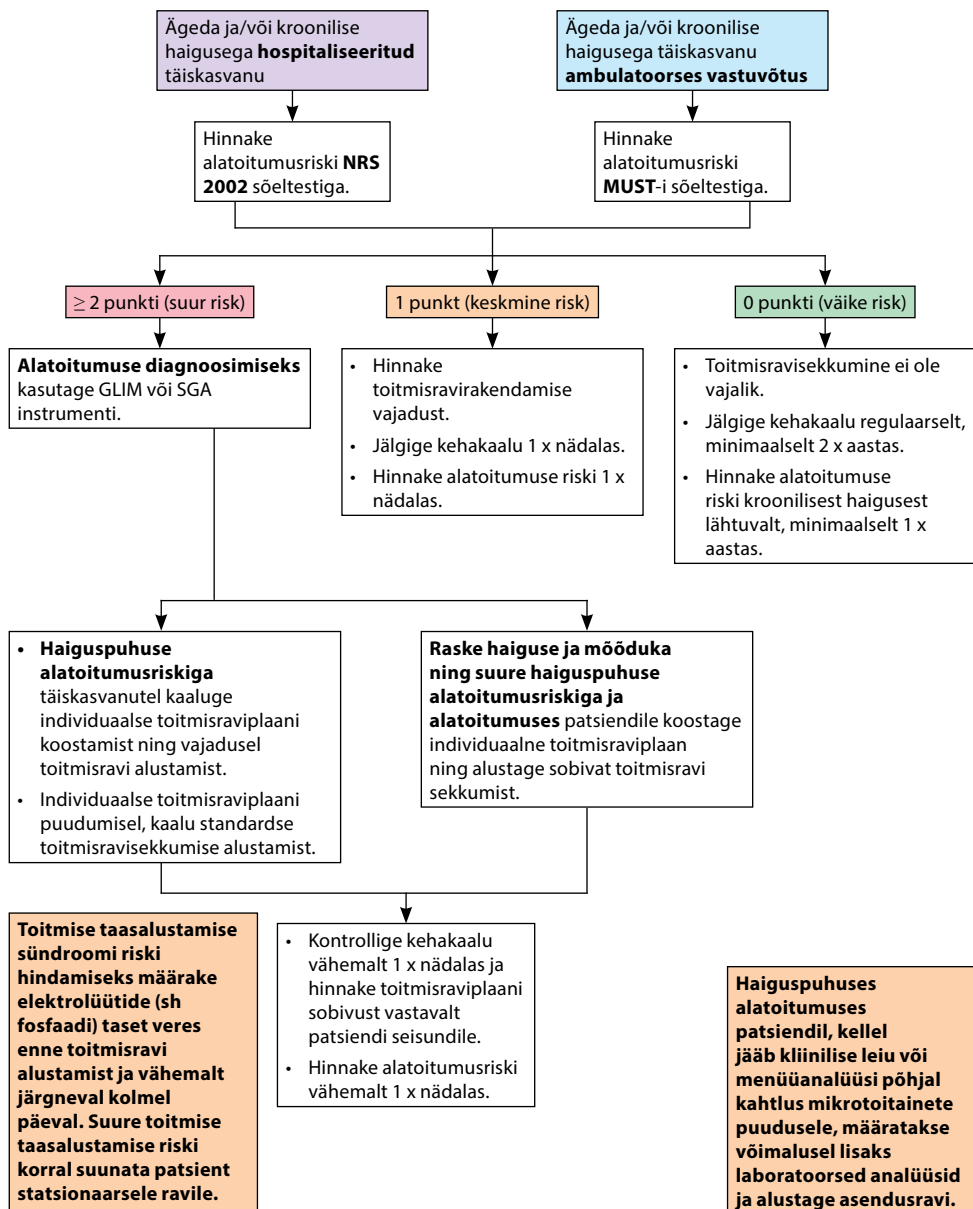 Ägeda ja/või kroonilise
haigusega hospitaliseeritud
täiskasvanu
Ägeda ja/või kroonilise
haigusega täiskasvanu
ambulatoorses vastuvõtus
Hinnake
alatoitumusriski NRS
2002 sõeltestiga.
Hinnake
alatoitumusriski
MUST-i sõeltestiga.
≥ 2 punkti (suur risk)
1 punkt (keskmine risk)
0 punkti (väike risk)
Alatoitumuse diagnoosimiseks
kasutage GLIM või SGA
instrumenti.
• Hinnake
toitmisravirakendamise
vajadust.
• Jälgige kehakaalu 1 x nädalas.
• Hinnake alatoitumuse riski 1 x
nädalas.
• Toitmisravisekkumine ei ole
vajalik.
• Jälgige kehakaalu regulaarselt,
minimaalselt 2 x aastas.
• Hinnake alatoitumuse
riski kroonilisest haigusest
lähtuvalt, minimaalselt 1 x
aastas.
• Haiguspuhuse
alatoitumusriskiga
täiskasvanutel kaaluge
individuaalse toitmisraviplaani
koostamist ning vajadusel
toitmisravi alustamist.
• Individuaalse toitmisraviplaani
puudumisel, kaalu standardse
toitmisravisekkumise alustamist.
Raske haiguse ja mõõduka
ning suure haiguspuhuse
alatoitumusriskiga ja
alatoitumuses patsiendile koostage
individuaalne toitmisraviplaan
ning alustage sobivat toitmisravi
sekkumist.
Toitmise taasalustamise
sündroomi riski
hindamiseks määrake
elektrolüütide (sh
fosfaadi) taset veres
enne toitmisravi
alustamist ja vähemalt
järgneval kolmel
päeval. Suure toitmise
taasalustamise riski
korral suunata patsient
statsionaarsele ravile.
• Kontrollige kehakaalu
vähemalt 1 x nädalas ja
hinnake toitmisraviplaani
sobivust vastavalt
patsiendi seisundile.
• Hinnake alatoitumusriski
vähemalt 1 x nädalas.
Haiguspuhuses
alatoitumuses
patsiendil, kellel
jääb kliinilise leiu või
menüüanalüüsi põhjal
kahtlus mikrotoitainete
puudusele, määratakse
võimalusel lisaks
laboratoorsed analüüsid
ja alustage asendusravi.